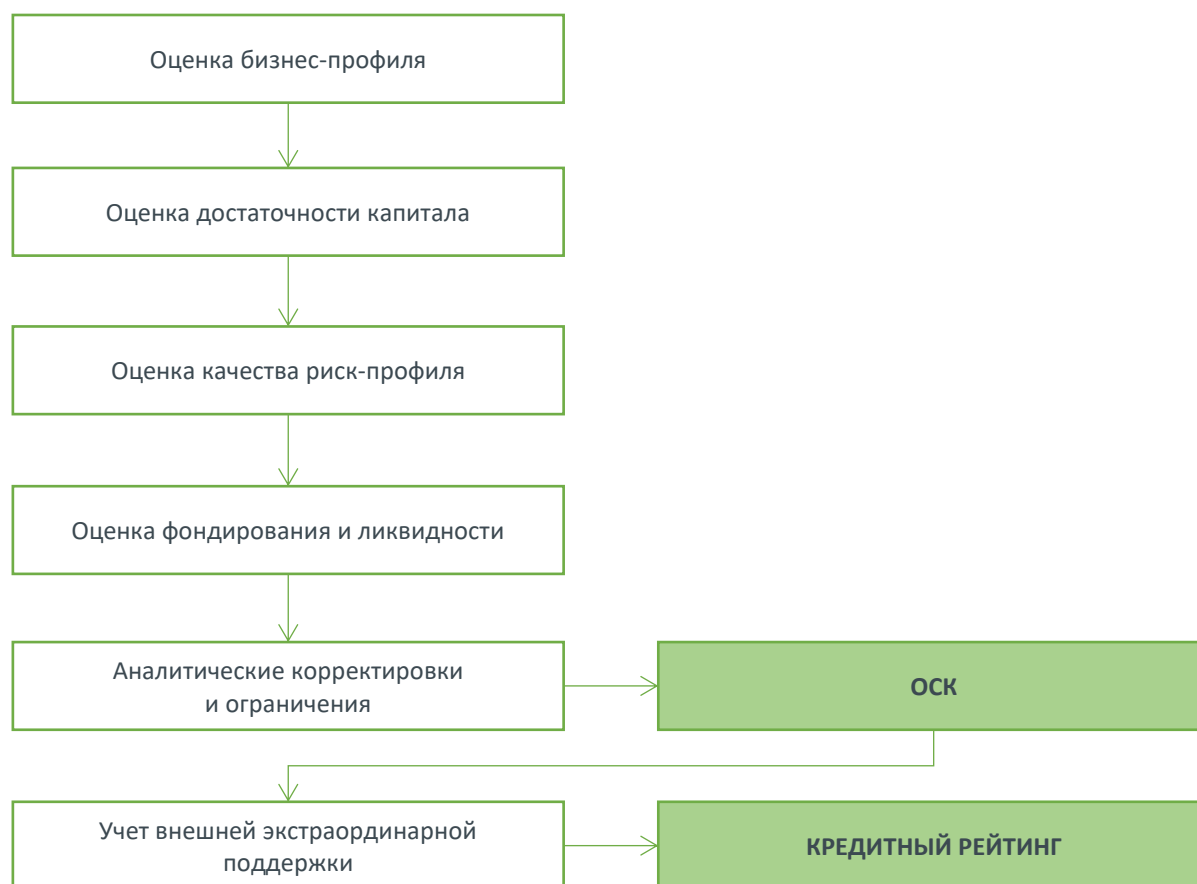 Оценка бизнес-профиля
Оценка достаточности капитала
Оценка качества риск-профиля
Оценка фондирования и ликвидности
Аналитические корректировки
и ограничения
ОСК
Учет внешней экстраординарной
поддержки
КРЕДИТНЫЙ РЕЙТИНГ